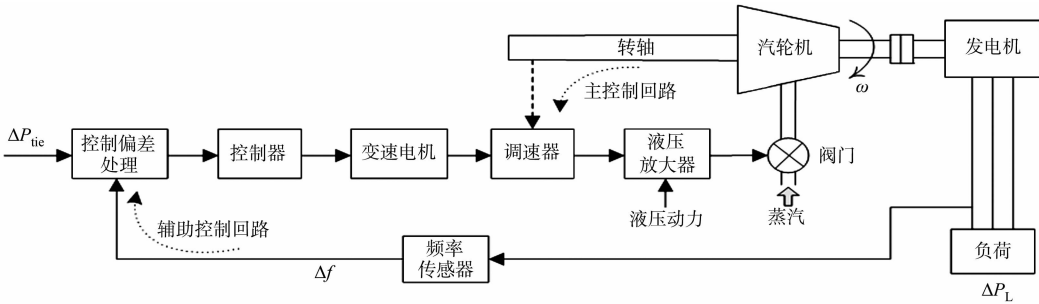 转轴
汽轮机
发电机
ω
主控制回路
ΔP_tie
控制偏差
处理
控制器
变速电机
调速器
液压
放大器
阀门
液压动力
蒸汽
辅助控制回路
频率
传感器
Δf
负荷
ΔP_L